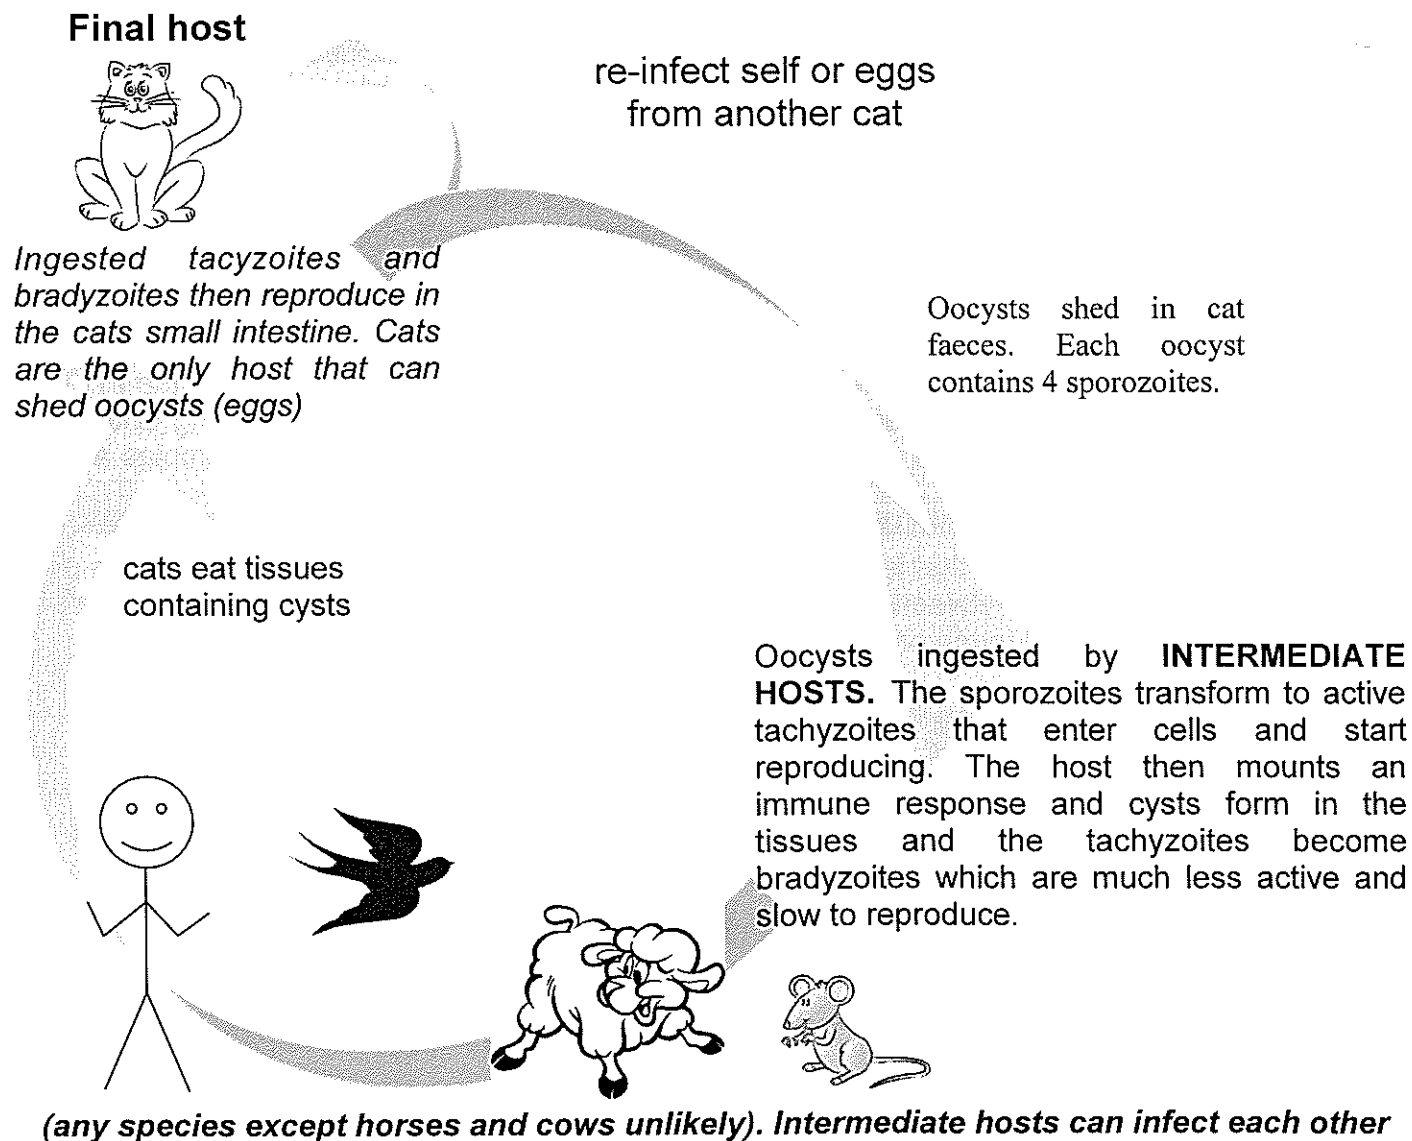 Final host
re-infect self or eggs
from another cat
Ingested tacyzoites and
bradyzoites then reproduce in
the cats small intestine. Cats
are the only host that can
shed oocysts (eggs)
Oocysts shed in cat
faeces. Each oocyst
contains 4 sporozoites.
cats eat tissues
containing cysts
Oocysts ingested by INTERMEDIATE
HOSTS. The sporozoites transform to active
tachyzoites that enter cells and start
reproducing. The host then mounts an
immune response and cysts form in the
tissues and the tachyzoites become
bradyzoites which are much less active and
slow to reproduce.
(any species except horses and cows unlikely). Intermediate hosts can infect each other